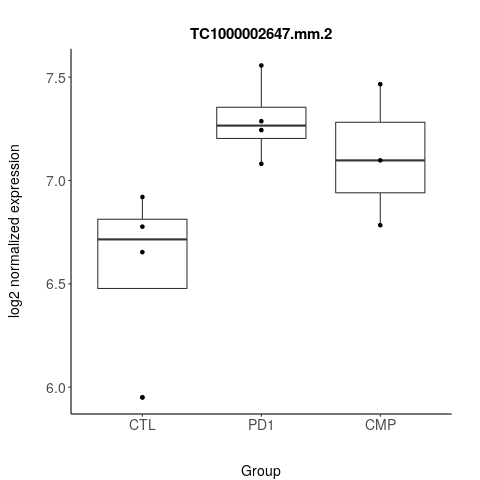 TC1000002647.mm.2
log2 normalized expression
7.5
7.0
6.5
6.0
CTL PD1 CMP
Group